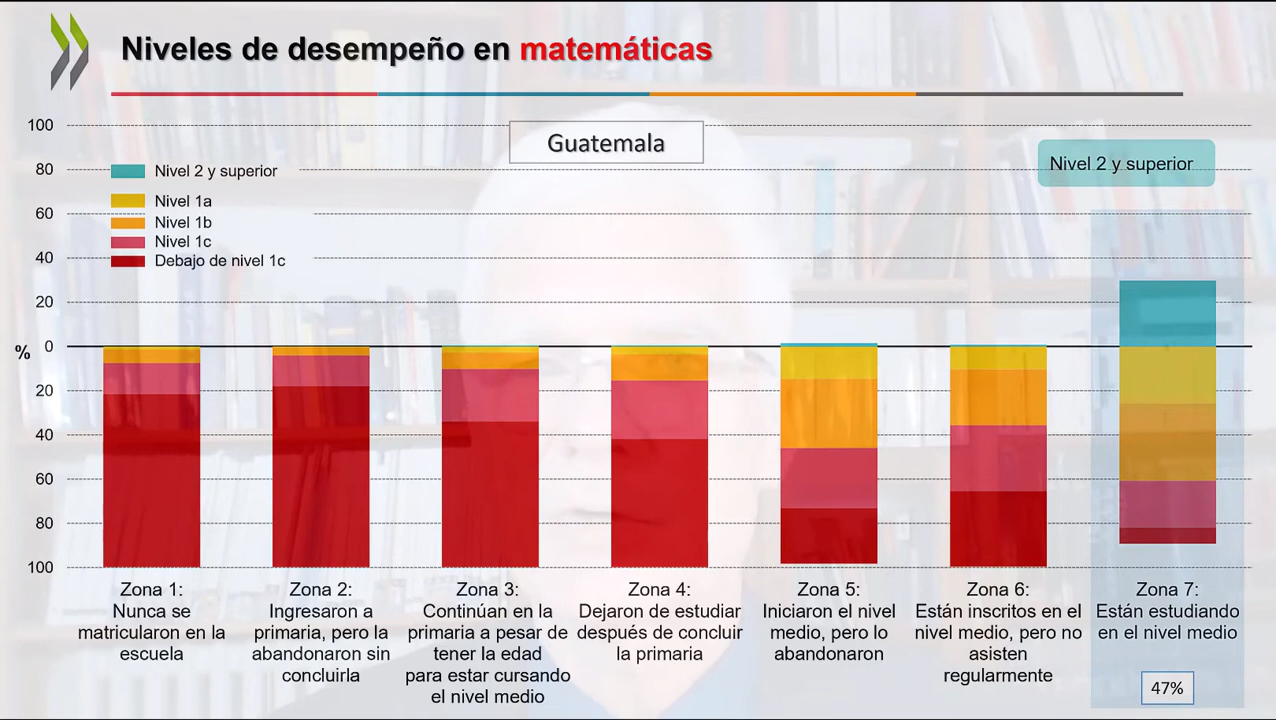 Niveles de desempeño en matemáticas
Guatemala
Nivel 2 y superior
100
80
60
40
20
0
%
20
40
60
80
100
Nivel 2 y superior
Nivel 1a
Nivel 1b
Nivel 1c
Debajo de nivel 1c
Zona 1:
Nunca se
matricularon en la
escuela
Zona 2:
Ingresaron a
primaria, pero la
abandonaron sin
concluirla
Zona 3:
Continúan en la
primaria a pesar de
tener la edad
para estar cursando
el nivel medio
Zona 4:
Dejaron de estudiar
después de concluir
la primaria
Zona 5:
Iniciaron el nivel
medio, pero lo
abandonaron
Zona 6:
Están inscritos en el
nivel medio, pero no
asisten
regularmente
Zona 7:
Están estudiando
en el nivel medio
47%